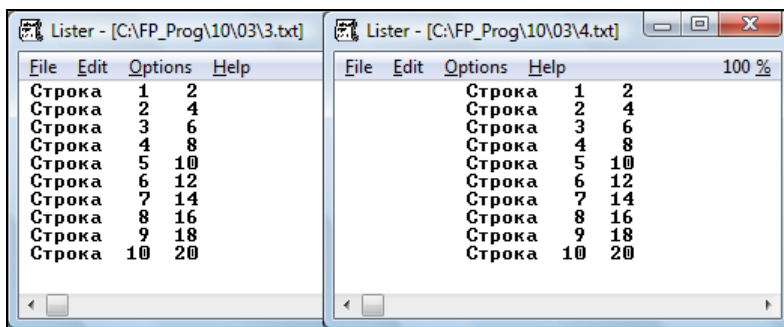 Lister - [C:\FP_Prog\10\03\3.txt]
File Edit Options Help
Строка 1 2
Строка 2 4
Строка 3 6
Строка 4 8
Строка 5 10
Строка 6 12
Строка 7 14
Строка 8 16
Строка 9 18
Строка 10 20
Lister - [C:\FP_Prog\10\03\4.txt]
File Edit Options Help 100 %
Строка 1 2
Строка 2 4
Строка 3 6
Строка 4 8
Строка 5 10
Строка 6 12
Строка 7 14
Строка 8 16
Строка 9 18
Строка 10 20